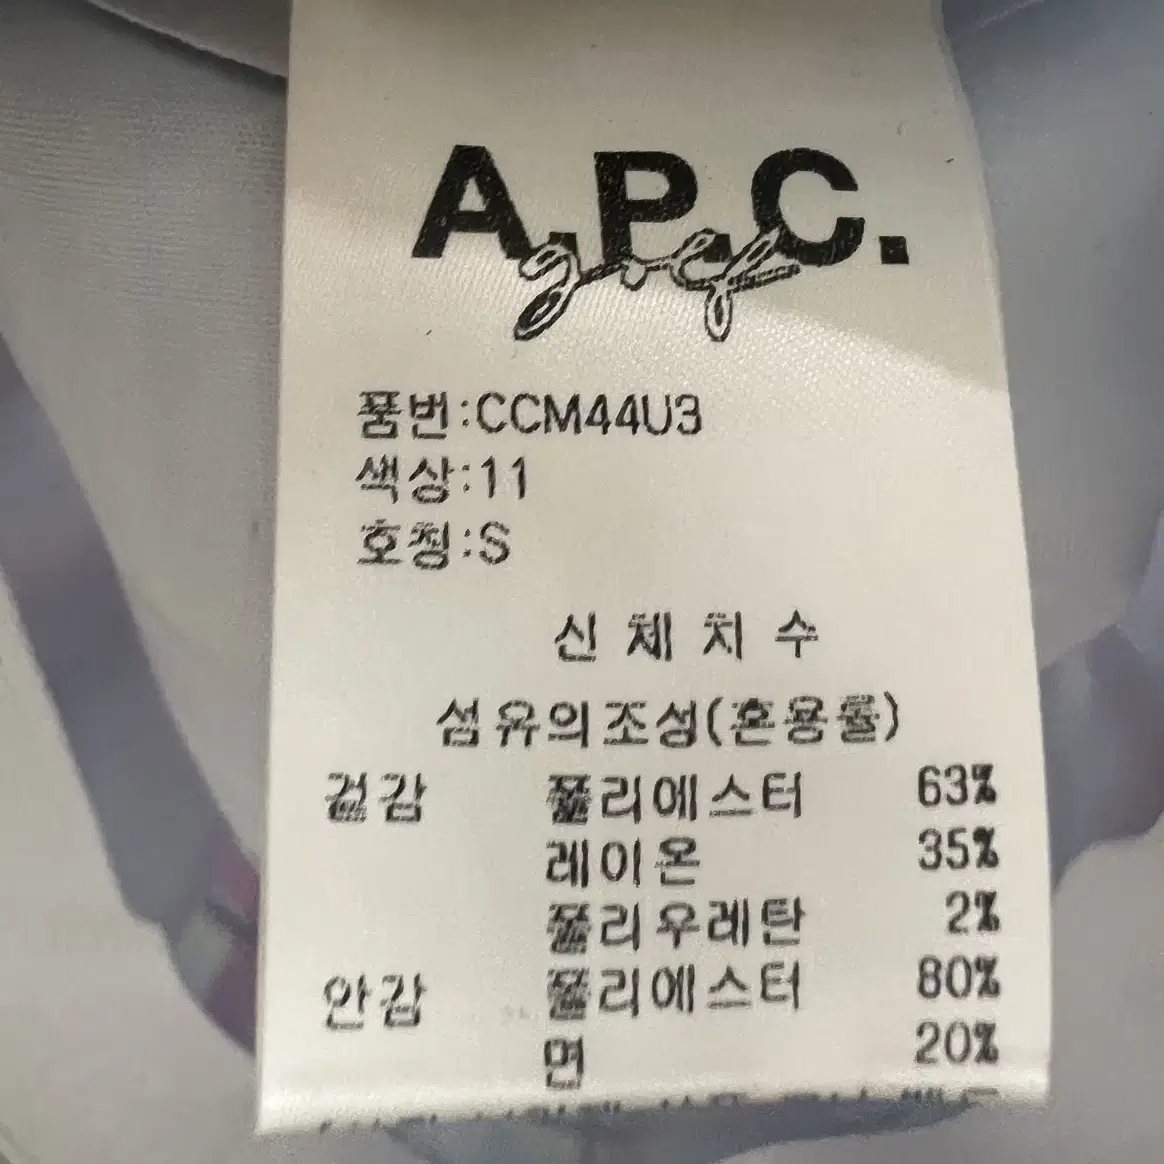 A.P.C.
golf
품번:CCM44U3
색상:11
호칭:S
신체치수
섬유의조성(혼용률)
겉감 폴리에스터 63%
레이온 35%
폴리우레탄 2%
안감 폴리에스터 80%
면 20%